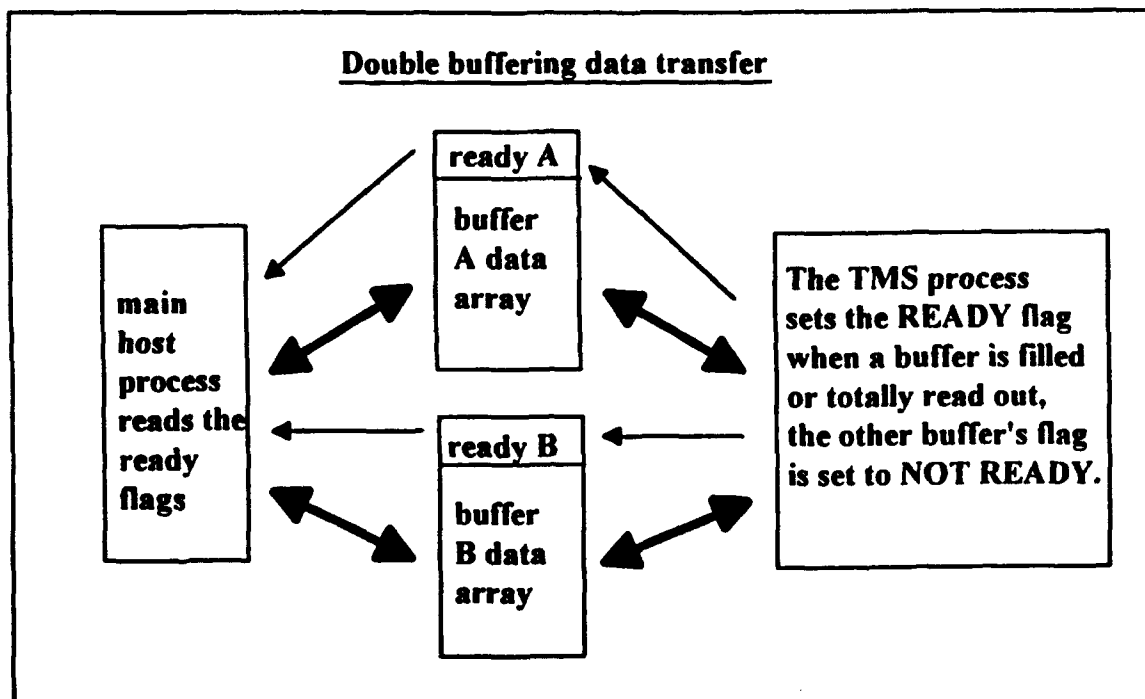 Double buffering data transfer
ready A
buffer
A data
array
main
host
process
reads the
ready
flags
ready B
buffer
B data
array
The TMS process
sets the READY flag
when a buffer is filled
or totally read out,
the other buffer's flag
is set to NOT READY.